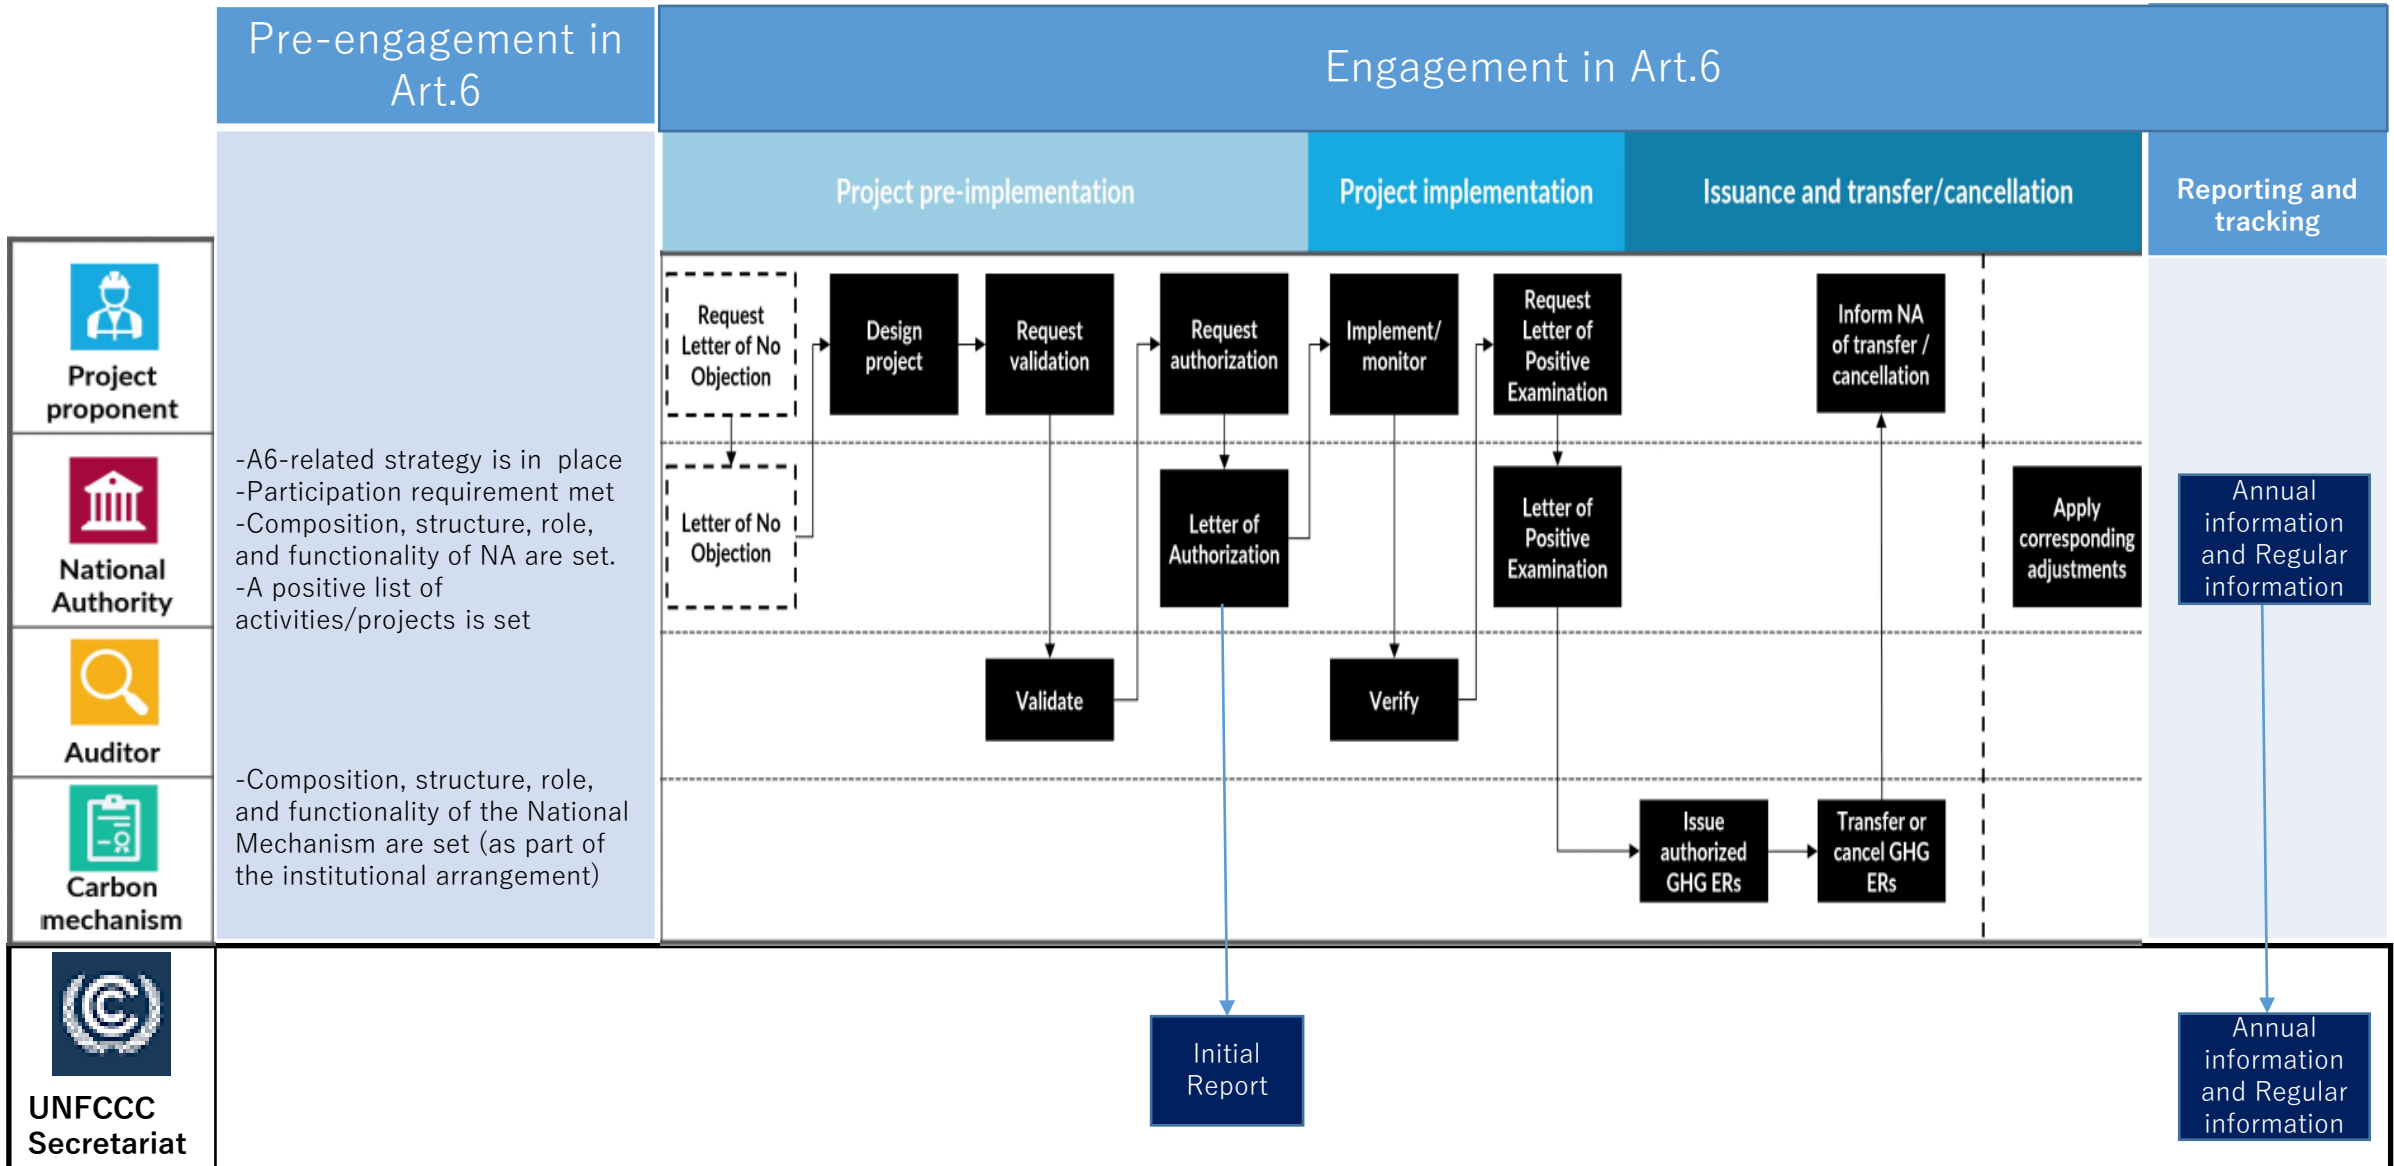 Pre-engagement in
Art.6
Engagement in Art.6
Project pre-implementation
Project implementation
Issuance and transfer/cancellation
Reporting and
tracking
Project
proponent
Request
Letter of No
Objection
Design
project
Request
validation
Request
authorization
Implement/
monitor
Request
Letter of
Positive
Examination
Inform NA
of transfer /
cancellation
National
Authority
-A6-related strategy is in place
-Participation requirement met
-Composition, structure, role,
and functionality of NA are set.
-A positive list of
activities/projects is set
Letter of No
Objection
Letter of
Authorization
Letter of
Positive
Examination
Apply
corresponding
adjustments
Annual
information
and Regular
information
Auditor
Validate
Verify
Carbon
mechanism
-Composition, structure, role,
and functionality of the National
Mechanism are set (as part of
the institutional arrangement)
Issue
authorized
GHG ERs
Transfer or
cancel GHG
ERs
UNFCCC
Secretariat
Initial
Report
Annual
information
and Regular
information